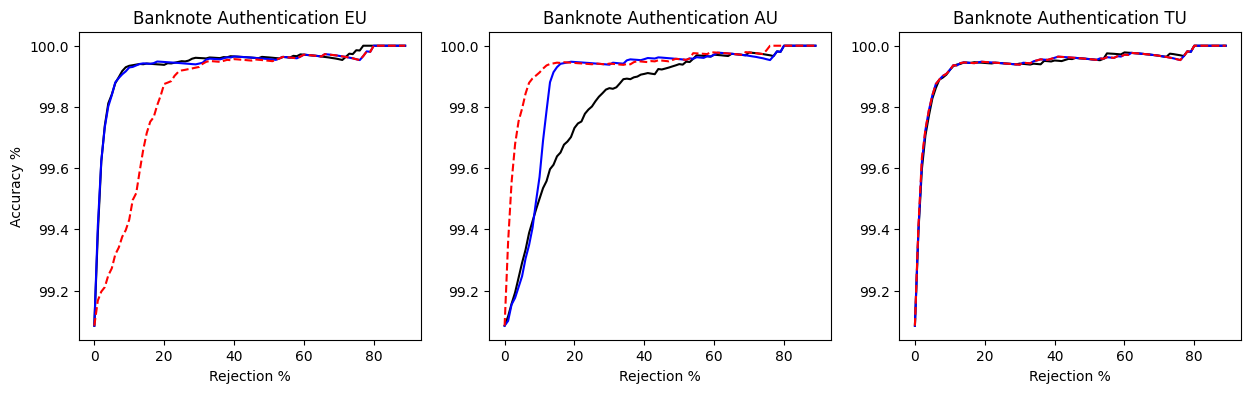 Banknote Authentication EU
Accuracy %
100.0
99.8
99.6
99.4
99.2
0 20 40 60 80
Rejection %
Banknote Authentication AU
100.0
99.8
99.6
99.4
99.2
0 20 40 60 80
Rejection %
Banknote Authentication TU
100.0
99.8
99.6
99.4
99.2
0 20 40 60 80
Rejection %